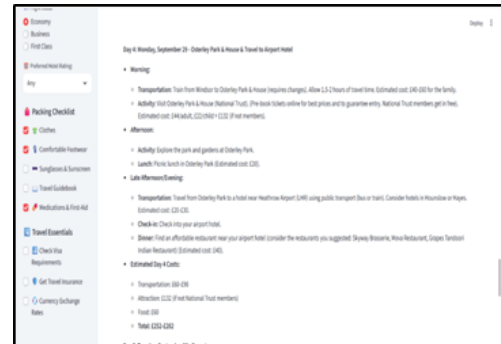 Economy
Business
First Class
Preferred Hotel Rating:
Any
Packing Checklist
Clothes
Comfortable Footwear
Sunglasses & Sunscreen
Travel Guidebook
Medications & First-Aid
Travel Essentials
Check Visa
Requirements
Get Travel Insurance
Currency Exchange
Rates
Deploy
Day 4: Monday, September 29 - Osterley Park & House & Travel to Airport Hotel
Morning:
Transportation: Train from Windsor to Osterley Park & House (requires changes). Allow 1.5-2 hours of travel time. Estimated cost: £40-£60 for the family.
Activity: Visit Osterley Park & House (National Trust). (Pre-book tickets online for best prices and to guarantee entry. National Trust members get in free).
Estimated cost: £44/adult, £22/child = £132 (if not members).
Afternoon:
Activity: Explore the park and gardens at Osterley Park.
Lunch: Picnic lunch in Osterley Park (Estimated cost: £20).
Late Afternoon/Evening:
Transportation: Travel from Osterley Park to a hotel near Heathrow Airport (LHR) using public transport (bus or train). Consider hotels in Hounslow or Hayes.
Estimated cost: £20-£30.
Check-in: Check into your airport hotel.
Dinner: Find an affordable restaurant near your airport hotel (consider the restaurants you suggested: Skyway Brasserie, Mova Restaurant, Grapes Tandoori
Indian Restaurant) (Estimated cost: £40).
Estimated Day 4 Costs:
Transportation: £60-£90
Attraction: £132 (if not National Trust members)
Food: £60
Total: £252-£282